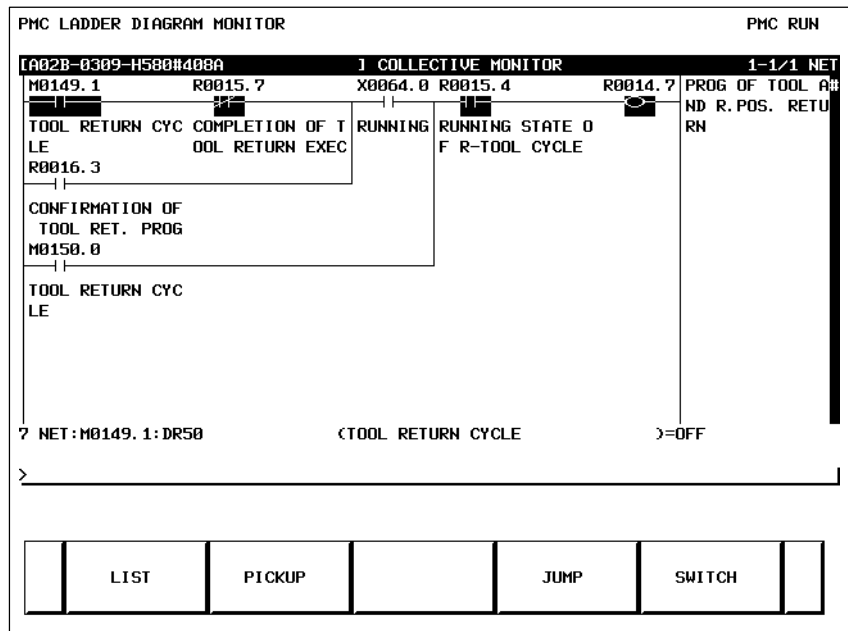 PMC LADDER DIAGRAM MONITOR PMC RUN
[A02B-0309-H580#408A ] COLLECTIVE MONITOR 1-1/1 NET
M0149.1 R0015.7 X0064.0 R0015.4 R0014.7 PROG OF TOOL A#
TOOL RETURN CYC COMPLETION OF T RUNNING RUNNING STATE O ND R.POS. RETU
LE OOL RETURN EXEC F R-TOOL CYCLE RN
R0016.3
CONFIRMATION OF
TOOL RET. PROG
M0150.0
TOOL RETURN CYC
LE
7 NET:M0149.1:DR50 (TOOL RETURN CYCLE )=OFF
>
LIST PICKUP JUMP SWITCH